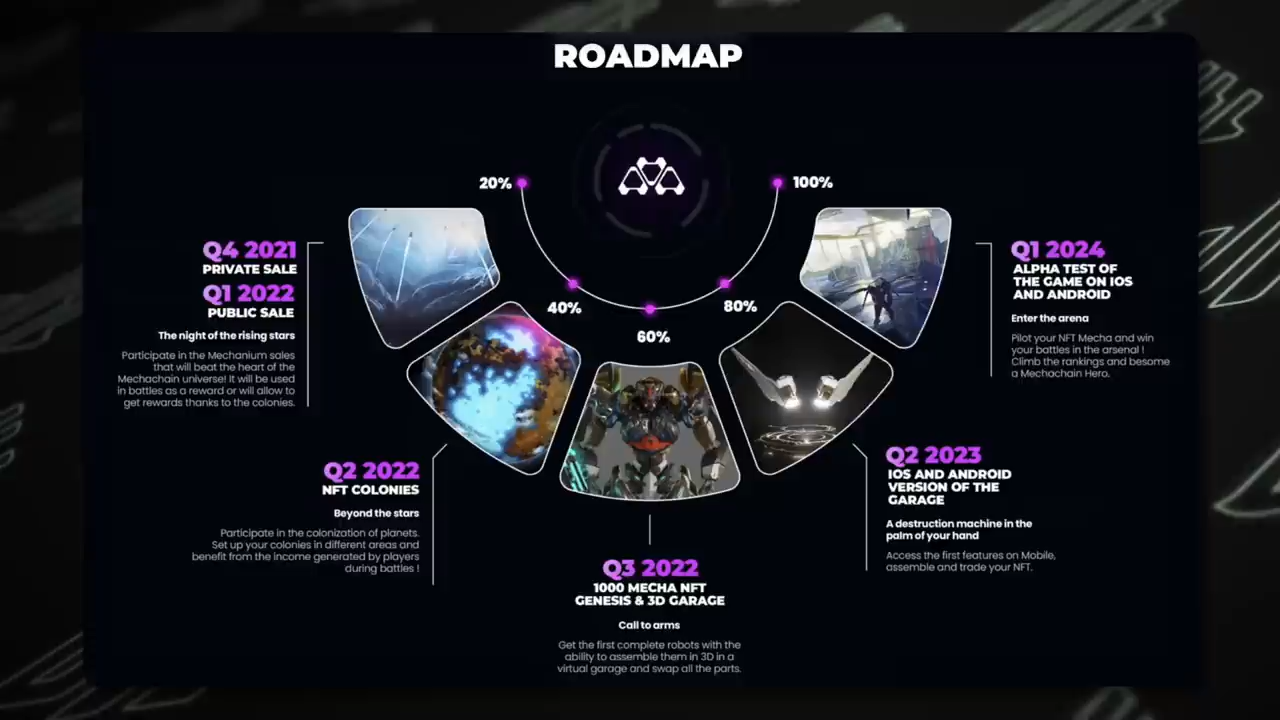 ROADMAP
20%
100%
40%
80%
60%
Q4 2021
PRIVATE SALE
Q1 2022
PUBLIC SALE
The night of the rising stars
Participate in the Mechanium sales
that will beat the heart of the
Mechachain universe! It will be used
in battles as a reward or will allow to
get rewards thanks to the colonies.
Q2 2022
NFT COLONIES
Beyond the stars
Participate in the colonization of planets.
Set up your colonies in different areas and
benefit from the income generated by players
during battles !
Q3 2022
1000 MECHA NFT
GENESIS & 3D GARAGE
Call to arms
Get the first complete robots with the
ability to assemble them in 3D in a
virtual garage and swap all the parts.
Q2 2023
IOS AND ANDROID
VERSION OF THE
GARAGE
A destruction machine in the
palm of your hand
Access the first features on Mobile,
assemble and trade your NFT.
Q1 2024
ALPHA TEST OF
THE GAME ON IOS
AND ANDROID
Enter the arena
Pilot your NFT Mecha and win
your battles in the arsenal !
Climb the rankings and besome
a Mechachain Hero.